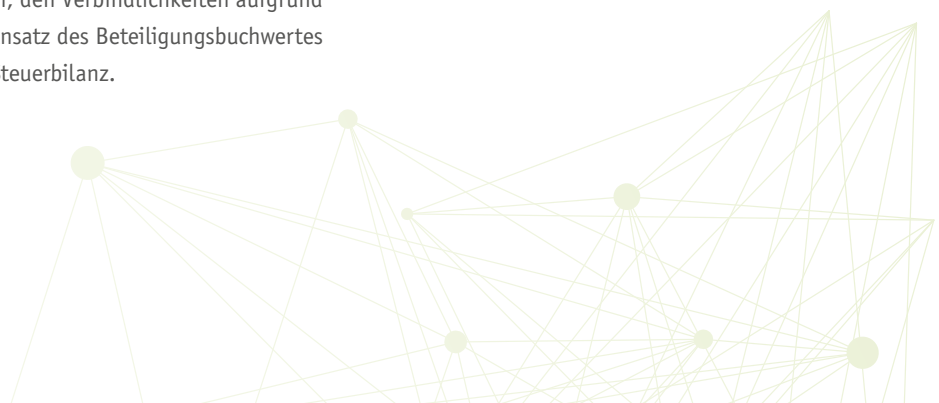 den Verbindlichkeiten aufgrund
nsatz des Beteiligungsbuchwertes
teuerbilanz.